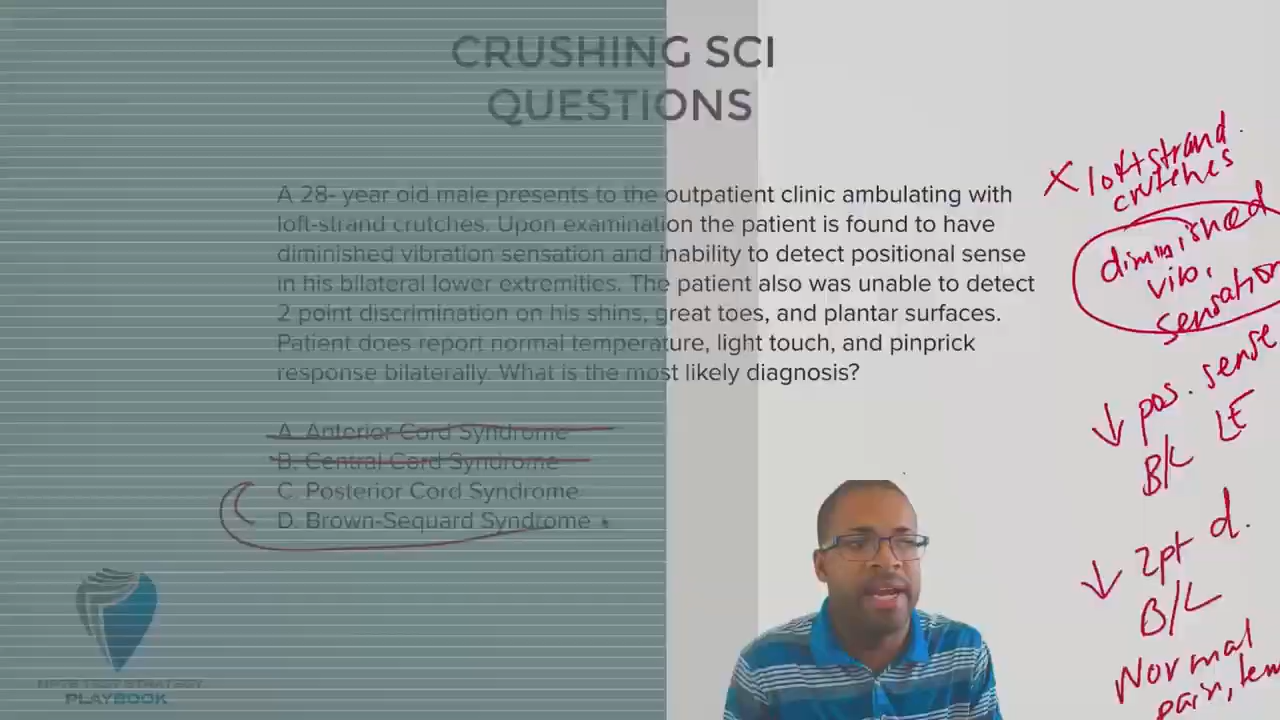 CRUSHING SCI
QUESTIONS
A 28- year old male presents to the outpatient clinic ambulating with
loft-strand crutches. Upon examination the patient is found to have
diminished vibration sensation and inability to detect positional sense
in his bilateral lower extremities. The patient also was unable to detect
2 point discrimination on his shins, great toes, and plantar surfaces.
Patient does report normal temperature, light touch, and pinprick
response bilaterally. What is the most likely diagnosis?
A. Anterior Cord Syndrome
B. Central Cord Syndrome
C. Posterior Cord Syndrome
D. Brown-Sequard Syndrome
X loftstrand
crutches
diminished
vib.
sensation
↓ pos. sense
B/L LE
↓ 2pt d.
B/L
Normal
pain, tem
NPTE TEST STRATEGY
PLAYBOOK